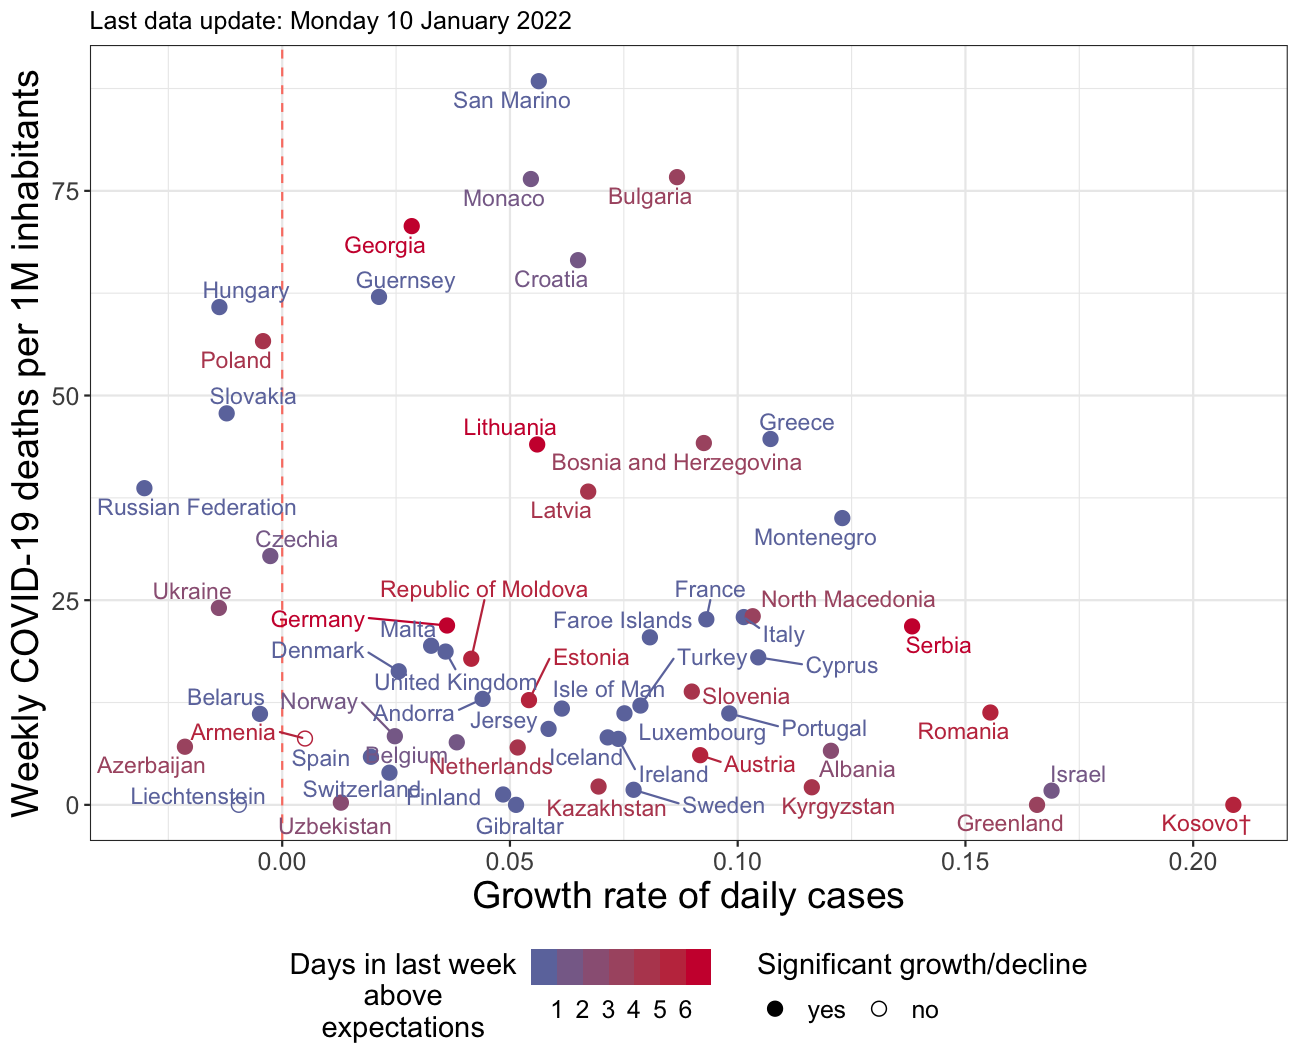 Last data update: Monday 10 January 2022
Weekly COVID-19 deaths per 1M inhabitants
75
50
25
0
San Marino
Monaco
Bulgaria
Georgia
Croatia
Guernsey
Hungary
Poland
Slovakia
Lithuania
Greece
Bosnia and Herzegovina
Russian Federation
Latvia
Montenegro
Czechia
Ukraine
Republic of Moldova
France
North Macedonia
Germany
Malta
Faroe Islands
Italy
Serbia
Denmark
Estonia
Turkey
Cyprus
United Kingdom
Isle of Man
Slovenia
Belarus
Norway
Andorra
Jersey
Luxembourg
Portugal
Romania
Armenia
Spain
Belgium
Iceland
Azerbaijan
Netherlands
Ireland
Austria
Albania
Israel
Liechtenstein
Switzerland
Finland
Kazakhstan
Sweden
Kyrgyzstan
Uzbekistan
Gibraltar
Greenland
Kosovo†
0.00 0.05 0.10 0.15 0.20
Growth rate of daily cases
Days in last week
above
expectations
1 2 3 4 5 6
Significant growth/decline
yes no